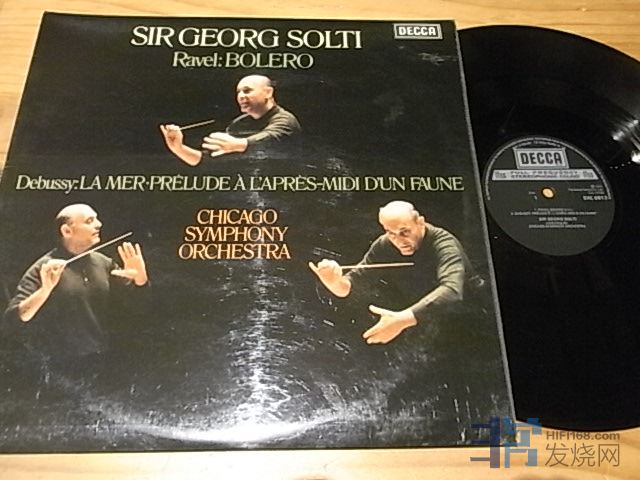 SIR GEORG SOLTI
DECCA
Ravel: BOLERO
Debussy: LA MER·PRÉLUDE À L'APRÈS-MIDI D'UN FAUNE
CHICAGO
SYMPHONY
ORCHESTRA
DECCA
FULL FREQUENCY
STEREOPHONIC SOUND
1
SIR GEORG SOLTI
CHICAGO SYMPHONY ORCHESTRA
HIFI168.com
发烧网